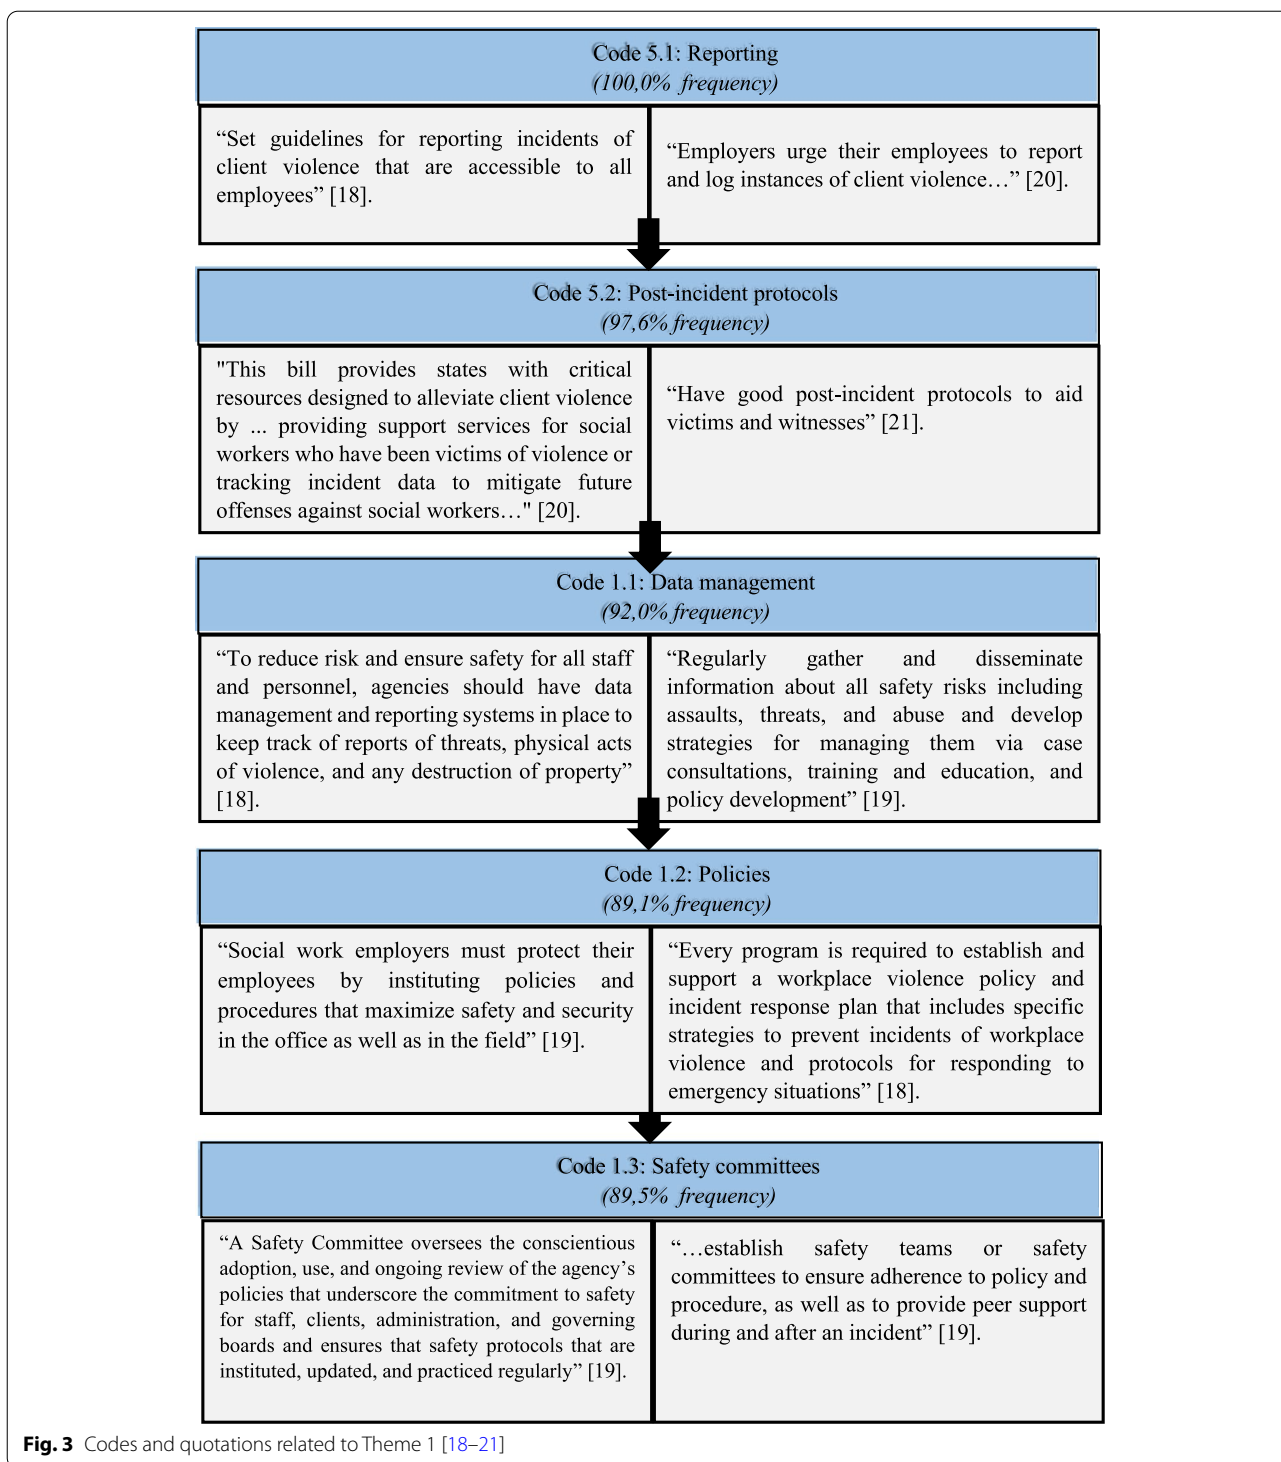 Code 5.1: Reporting
(100,0% frequency)
“Set guidelines for reporting incidents of
client violence that are accessible to all
employees” [18].
“Employers urge their employees to report
and log instances of client violence…” [20].
Code 5.2: Post-incident protocols
(97,6% frequency)
"This bill provides states with critical
resources designed to alleviate client violence
by ... providing support services for social
workers who have been victims of violence or
tracking incident data to mitigate future
offenses against social workers…" [20].
“Have good post-incident protocols to aid
victims and witnesses” [21].
Code 1.1: Data management
(92,0% frequency)
“To reduce risk and ensure safety for all staff
and personnel, agencies should have data
management and reporting systems in place to
keep track of reports of threats, physical acts
of violence, and any destruction of property”
[18].
“Regularly gather and disseminate
information about all safety risks including
assaults, threats, and abuse and develop
strategies for managing them via case
consultations, training and education, and
policy development” [19].
Code 1.2: Policies
(89,1% frequency)
“Social work employers must protect their
employees by instituting policies and
procedures that maximize safety and security
in the office as well as in the field” [19].
“Every program is required to establish and
support a workplace violence policy and
incident response plan that includes specific
strategies to prevent incidents of workplace
violence and protocols for responding to
emergency situations” [18].
Code 1.3: Safety committees
(89,5% frequency)
“A Safety Committee oversees the conscientious
adoption, use, and ongoing review of the agency’s
policies that underscore the commitment to safety
for staff, clients, administration, and governing
boards and ensures that safety protocols that are
instituted, updated, and practiced regularly” [19].
“…establish safety teams or safety
committees to ensure adherence to policy and
procedure, as well as to provide peer support
during and after an incident” [19].
Fig. 3 Codes and quotations related to Theme 1 [18–21]